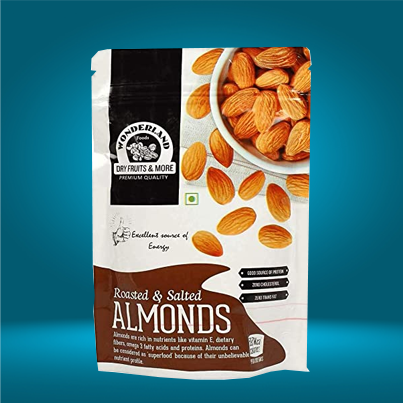 WONDERLAND
Foods
DRY FRUITS & MORE
PREMIUM QUALITY
Excellent source of
Energy
GOOD SOURCE OF PROTEIN
ZERO CHOLESTEROL
ZERO TRANS FAT
Roasted & Salted
ALMONDS
Almonds are rich in nutrients like vitamin E, dietary
fibers, omega 3 fatty acids and proteins. Almonds can
be considered as superfood because of their unbelievable
nutrient profile.